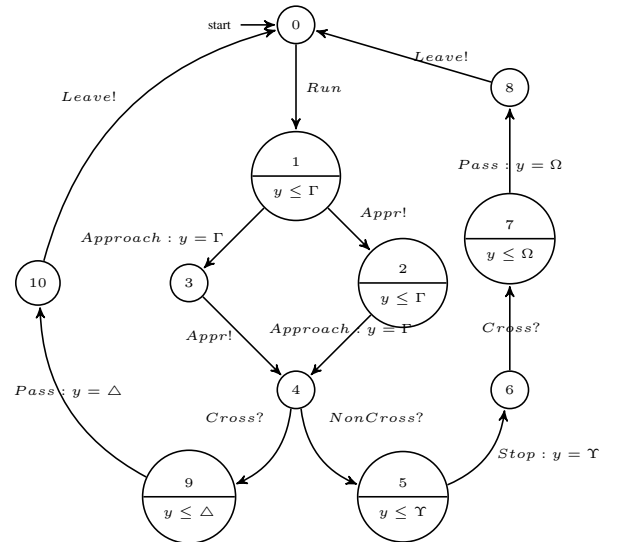 start
0
Leave!
8
Leave!
Run
1
y ≤ Γ
Pass : y = Ω
Appr!
7
y ≤ Ω
Approach : y = Γ
10
3
2
y ≤ Γ
Approach : y = Γ
Appr!
Cross?
4
6
Pass : y = △
Cross?
NonCross?
Stop : y = ϒ
9
y ≤ △
5
y ≤ ϒ